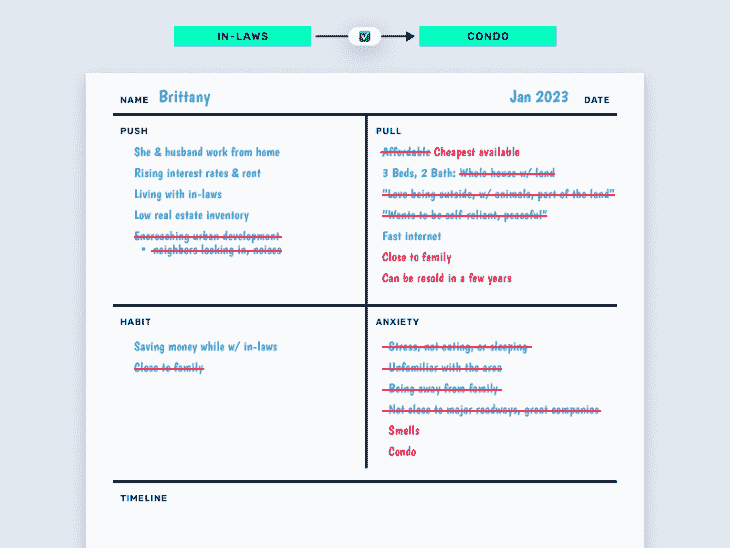 IN-LAWS
CONDO
NAME Brittany
Jan 2023 DATE
PUSH
She & husband work from home
Rising interest rates & rent
Living with in-laws
Low real estate inventory
Encroaching urban development
• neighbors looking in, noises
PULL
Affordable Cheapest available
3 Beds, 2 Bath: Whole house w/ land
"Love being outside, w/ animals, part of the land"
"Wants to be self-reliant, peaceful"
Fast internet
Close to family
Can be resold in a few years
HABIT
Saving money while w/ in-laws
Close to family
ANXIETY
Stress, not eating, or sleeping
Unfamiliar with the area
Being away from family
Not close to major roadways, great companies
Smells
Condo
TIMELINE